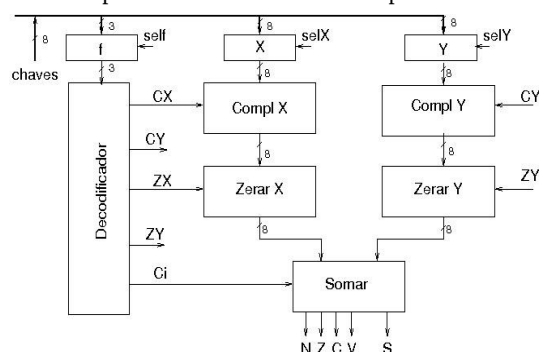 3 8 8
8 f self X selX Y selY
chaves 3 8 8
CX Compl X Compl Y CY
CY
8 8
Decodificador ZX Zerar X Zerar Y ZY
ZY 8 8
Ci Somar
N Z C V S